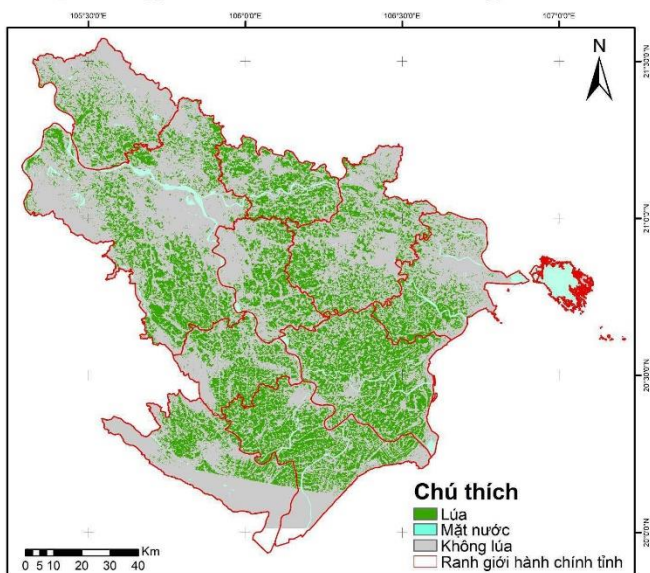 105°30'0"E 106°0'0"E 106°30'0"E 107°0'0"E
N
21°30'0"N
21°0'0"N
20°30'0"N
20°0'0"N
Chú thích
Lúa
Mặt nước
Không lúa
Ranh giới hành chính tỉnh
0 5 10 20 30 40 Km